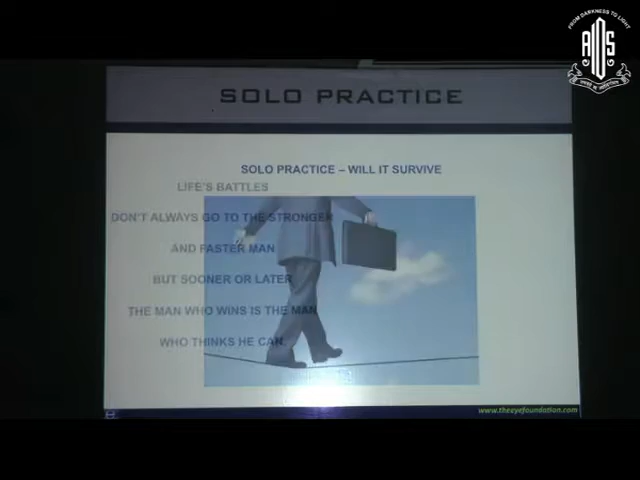 FROM DARKNESS TO LIGHT
AIOS
SOLO PRACTICE
SOLO PRACTICE – WILL IT SURVIVE
LIFE'S BATTLES
DON'T ALWAYS GO TO THE STRONGER
AND FASTER MAN
BUT SOONER OR LATER
THE MAN WHO WINS IS THE MAN
WHO THINKS HE CAN.
www.theeyefoundation.com